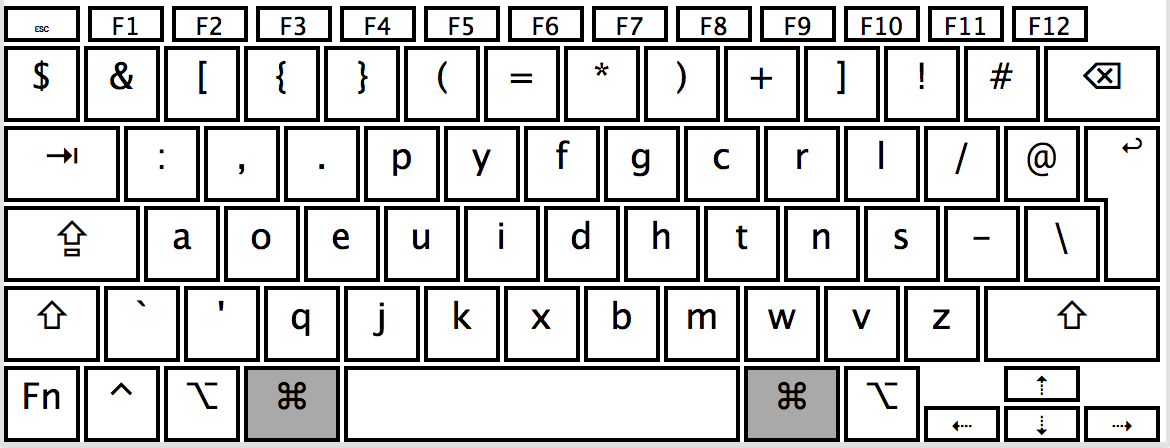 ESC F1 F2 F3 F4 F5 F6 F7 F8 F9 F10 F11 F12
$ & [ { } ( = * ) + ] ! # ⌫
⇥ : , . p y f g c r l / @ ↩
⇪ a o e u i d h t n s - \
⇧ ` ' q j k x b m w v z ⇧
Fn ^ ⌥ ⌘ ⌘ ⌥ ⇠ ⇡ ⇣ ⇢